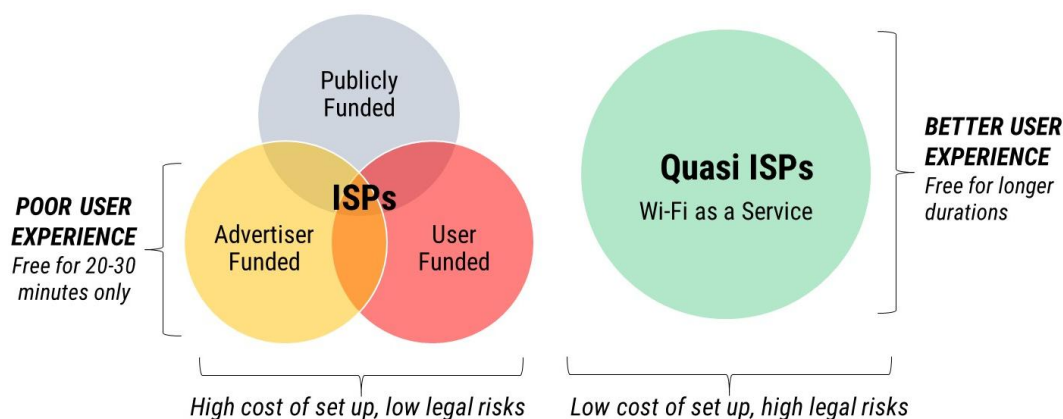 Publicly
Funded
ISPs
Advertiser
Funded
User
Funded
POOR USER
EXPERIENCE
Free for 20-30
minutes only
High cost of set up, low legal risks
Quasi ISPs
Wi-Fi as a Service
BETTER USER
EXPERIENCE
Free for longer
durations
Low cost of set up, high legal risks